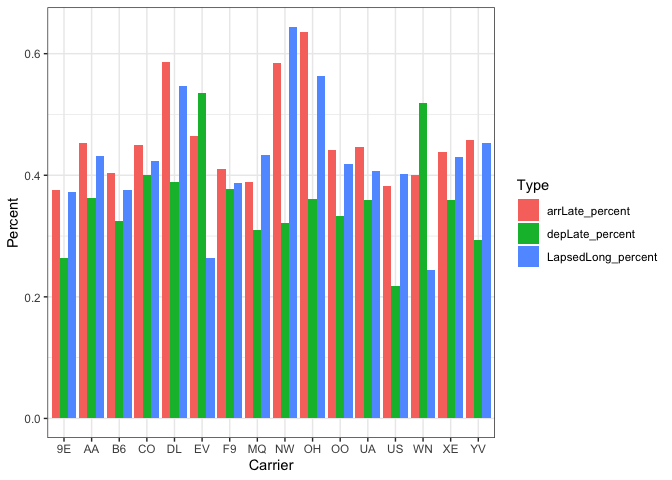 0.6
0.4
0.2
0.0
Percent
9E AA B6 CO DL EV F9 MQ NW OH OO UA US WN XE YV
Carrier
Type
arrLate_percent
depLate_percent
LapsedLong_percent